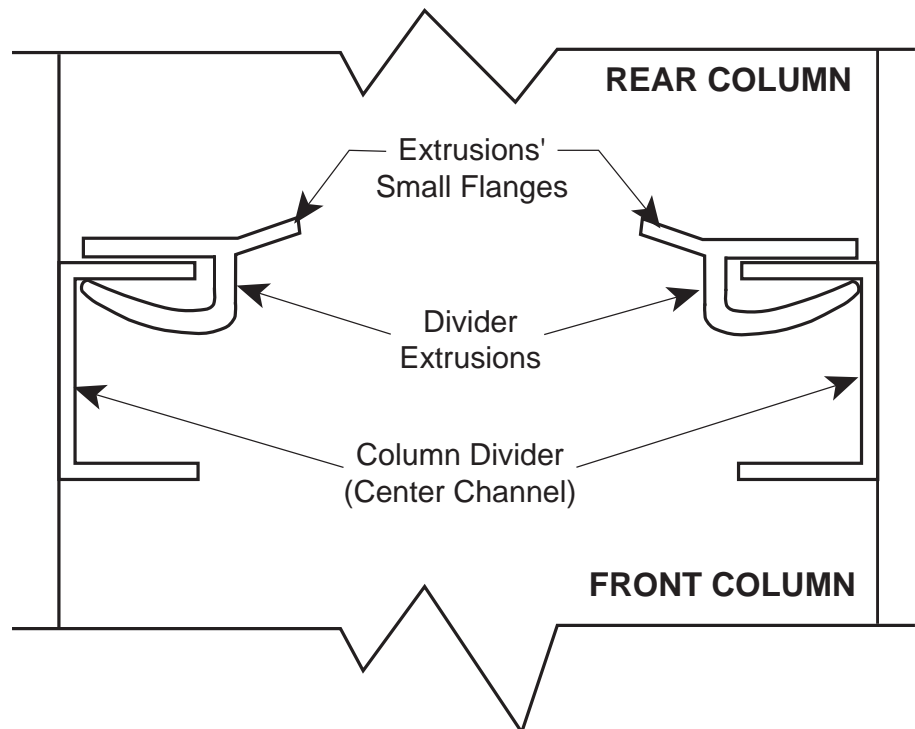 REAR COLUMN
Extrusions'
Small Flanges
Divider
Extrusions
Column Divider
(Center Channel)
FRONT COLUMN